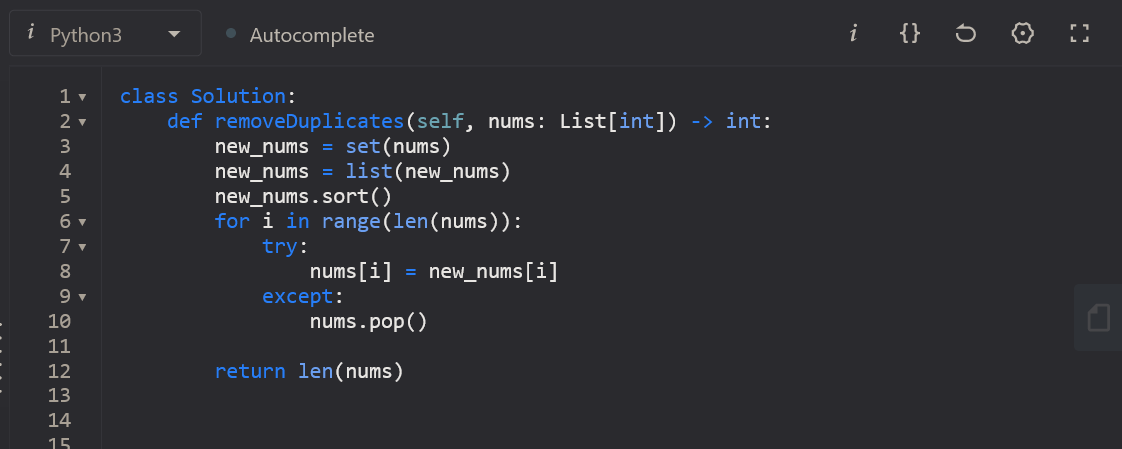 i Python3 Autocomplete i {}
1 class Solution:
2     def removeDuplicates(self, nums: List[int]) -> int:
3         new_nums = set(nums)
4         new_nums = list(new_nums)
5         new_nums.sort()
6         for i in range(len(nums)):
7             try:
8                 nums[i] = new_nums[i]
9             except:
10                 nums.pop()
11
12         return len(nums)
13
14
15